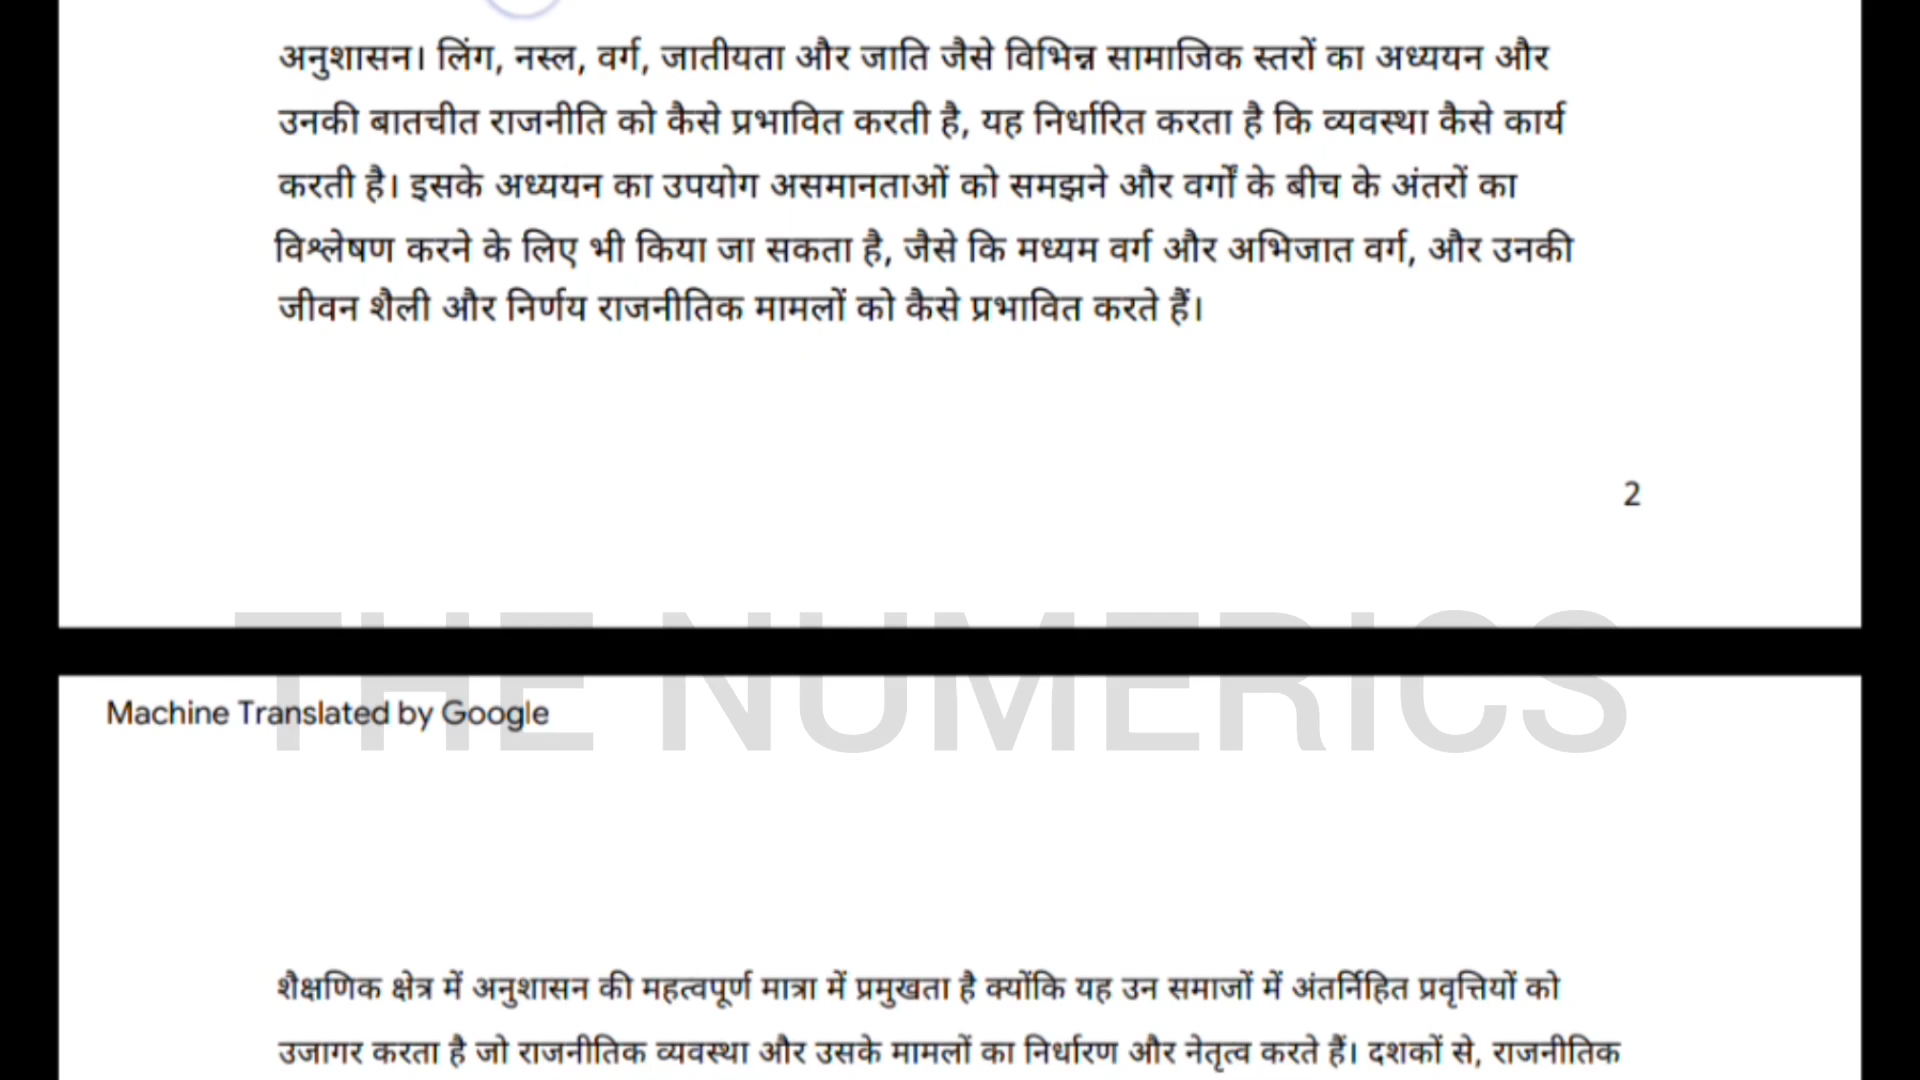 अनुशासन। लिंग, नस्ल, वर्ग, जातीयता और जाति जैसे विभिन्न सामाजिक स्तरों का अध्ययन और
उनकी बातचीत राजनीति को कैसे प्रभावित करती है, यह निर्धारित करता है कि व्यवस्था कैसे कार्य
करती है। इसके अध्ययन का उपयोग असमानताओं को समझने और वर्गों के बीच के अंतरों का
विश्लेषण करने के लिए भी किया जा सकता है, जैसे कि मध्यम वर्ग और अभिजात वर्ग, और उनकी
जीवन शैली और निर्णय राजनीतिक मामलों को कैसे प्रभावित करते हैं।
2
THE NUMERICS
Machine Translated by Google
शैक्षणिक क्षेत्र में अनुशासन की महत्वपूर्ण मात्रा में प्रमुखता है क्योंकि यह उन समाजों में अंतर्निहित प्रवृत्तियों को
उजागर करता है जो राजनीतिक व्यवस्था और उसके मामलों का निर्धारण और नेतृत्व करते हैं। दशकों से, राजनीतिक